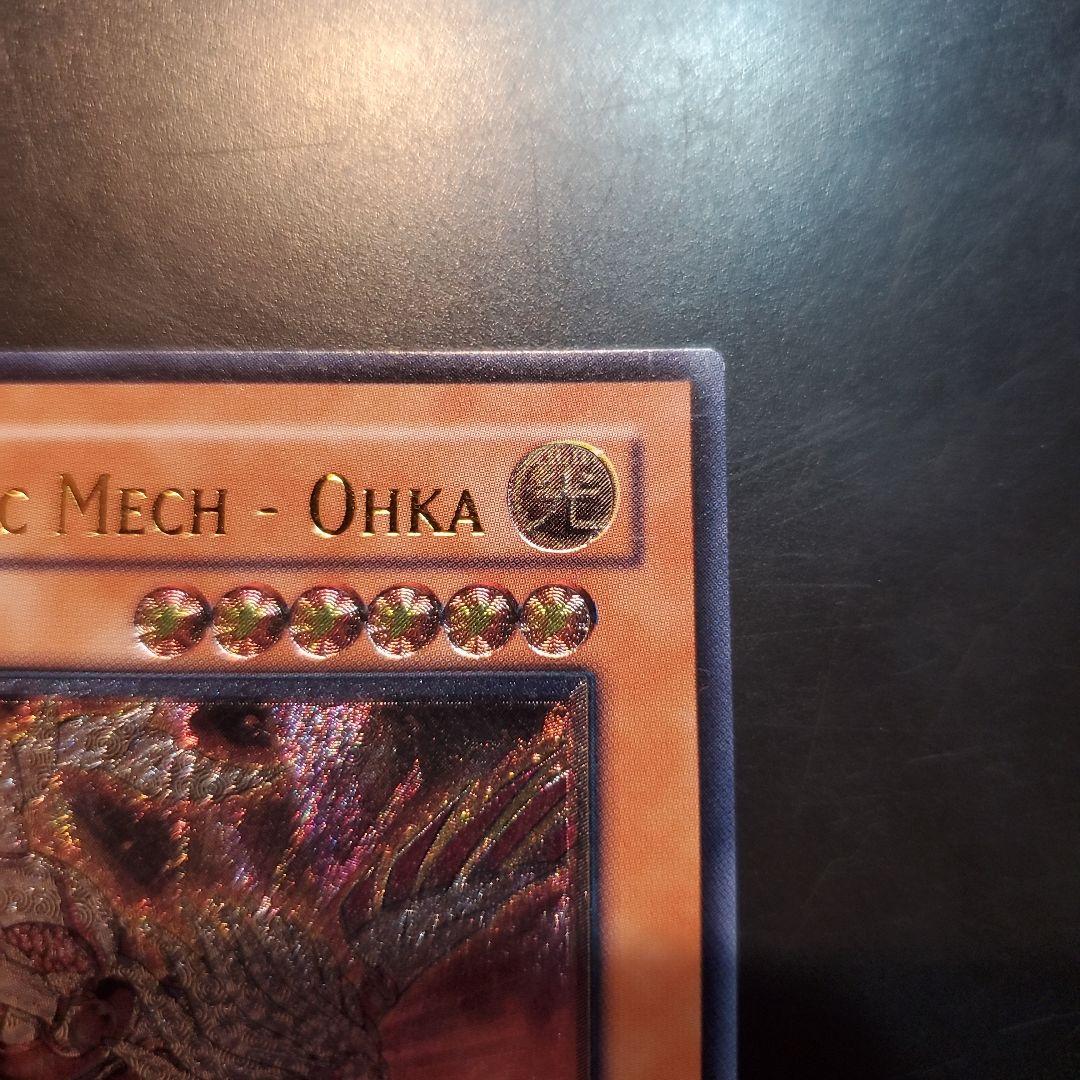 c Mech - Ohka
光